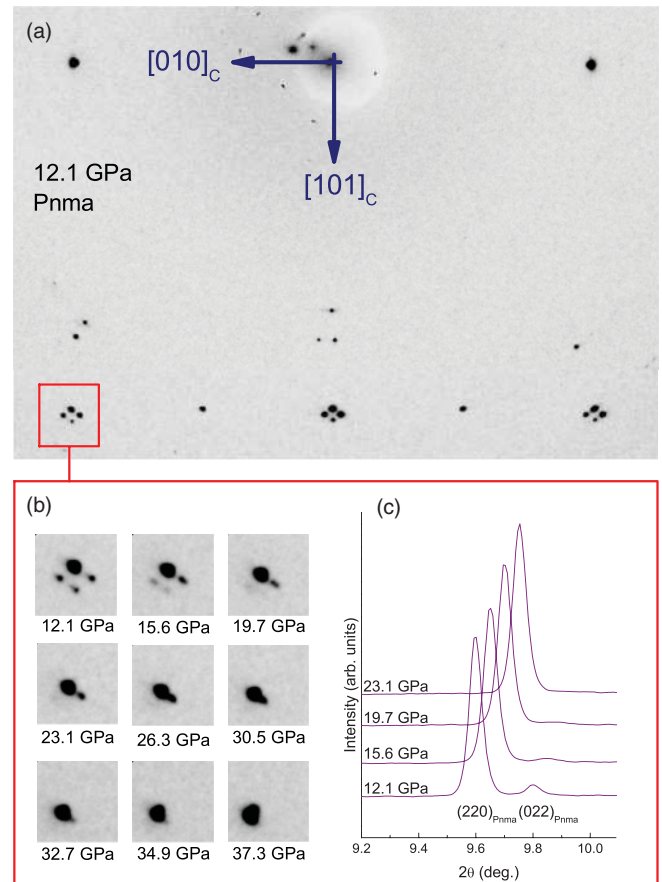 (a)
[010]C
[101]C
12.1 GPa
Pnma
(b)
12.1 GPa 15.6 GPa 19.7 GPa
23.1 GPa 26.3 GPa 30.5 GPa
32.7 GPa 34.9 GPa 37.3 GPa
(c)
Intensity (arb. units)
23.1 GPa
19.7 GPa
15.6 GPa
12.1 GPa
(220)Pnma (022)Pnma
9.2 9.4 9.6 9.8 10.0
2θ (deg.)